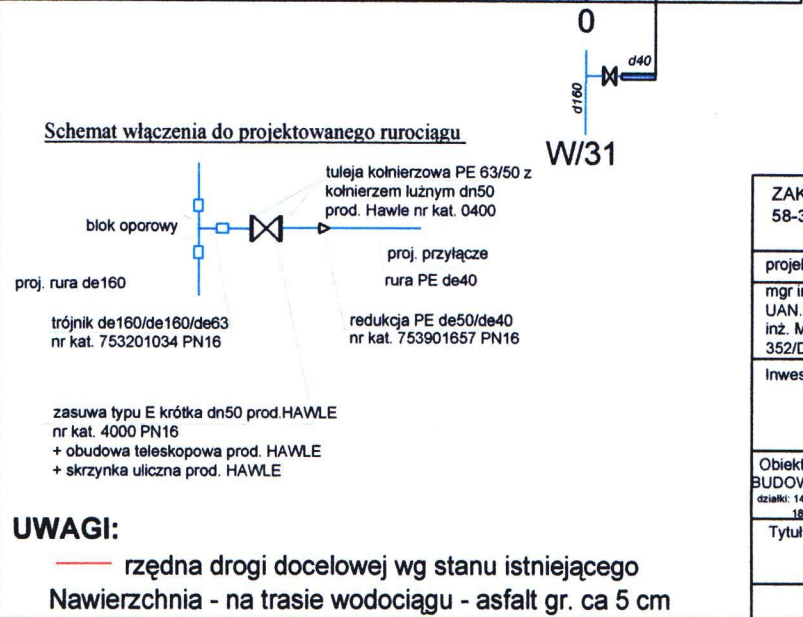 0
d40
d160
W/31
Schemat włączenia do projektowanego rurociągu
tuleja kołnierzowa PE 63/50 z
kołnierzem luźnym dn50
prod. Hawle nr kat. 0400
blok oporowy
proj. przyłącze
rura PE de40
proj. rura de160
trójnik de160/de160/de63
nr kat. 753201034 PN16
redukcja PE de50/de40
nr kat. 753901657 PN16
zasuwa typu E krótka dn50 prod.HAWLE
nr kat. 4000 PN16
+ obudowa teleskopowa prod. HAWLE
+ skrzynka uliczna prod. HAWLE
UWAGI:
rzędna drogi docelowej wg stanu istniejącego
Nawierzchnia - na trasie wodociągu - asfalt gr. ca 5 cm
ZAK
58-3
projek
mgr in
UAN.
inż. M
352/D
Inwes
Obiekt
BUDOW
działki: 14
18
Tytuł